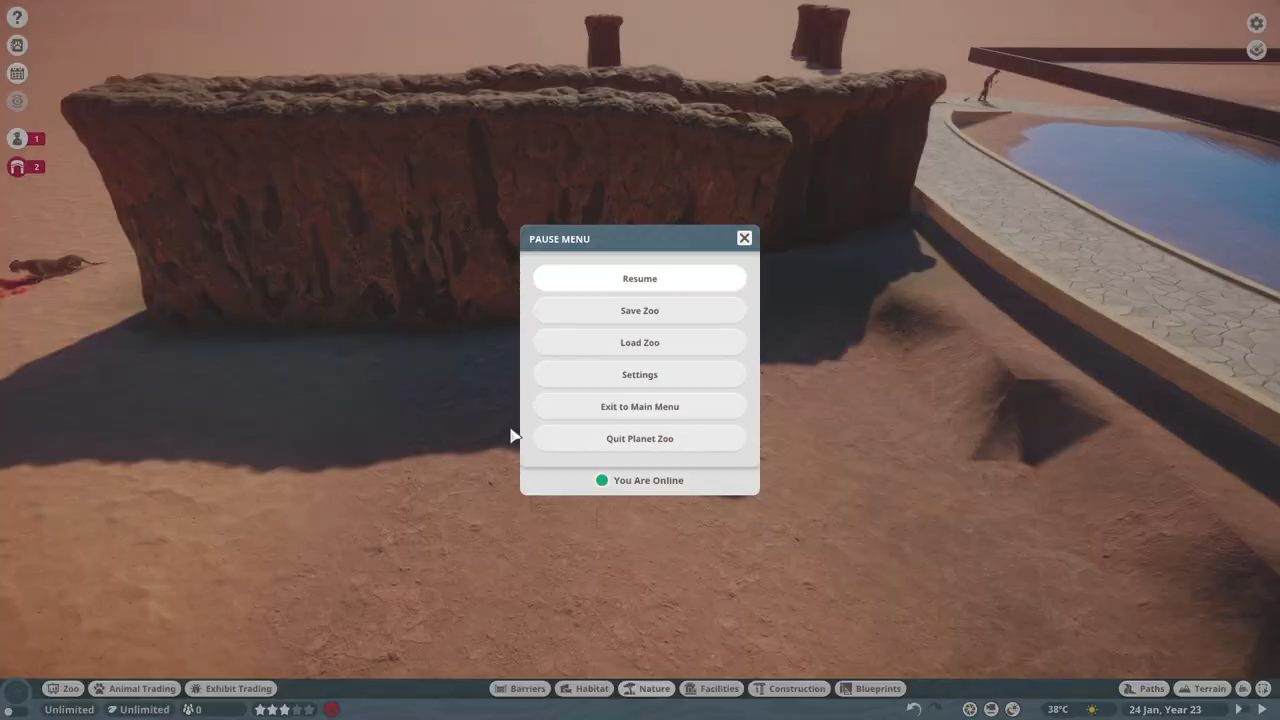 ?
1
2
PAUSE MENU
Resume
Save Zoo
Load Zoo
Settings
Exit to Main Menu
Quit Planet Zoo
You Are Online
Zoo Animal Trading Exhibit Trading Barriers Habitat Nature Facilities Construction Blueprints Paths Terrain
Unlimited Unlimited 0 38°C 24 Jan, Year 23